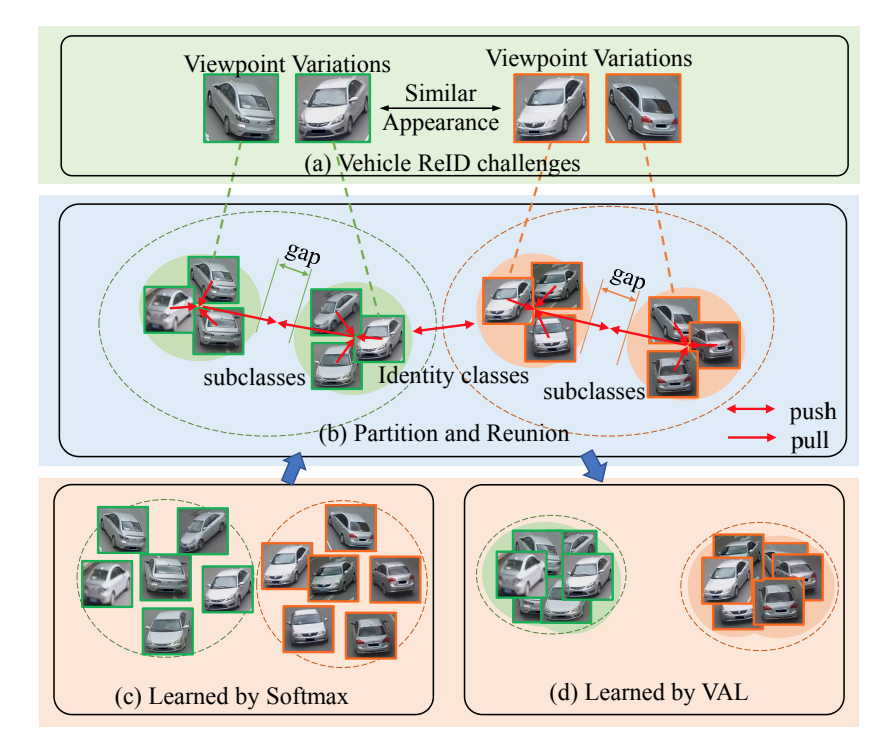 Viewpoint Variations
Viewpoint Variations
Similar
Appearance
(a) Vehicle ReID challenges
gap
gap
subclasses
Identity classes
subclasses
push
pull
(b) Partition and Reunion
(c) Learned by Softmax
(d) Learned by VAL